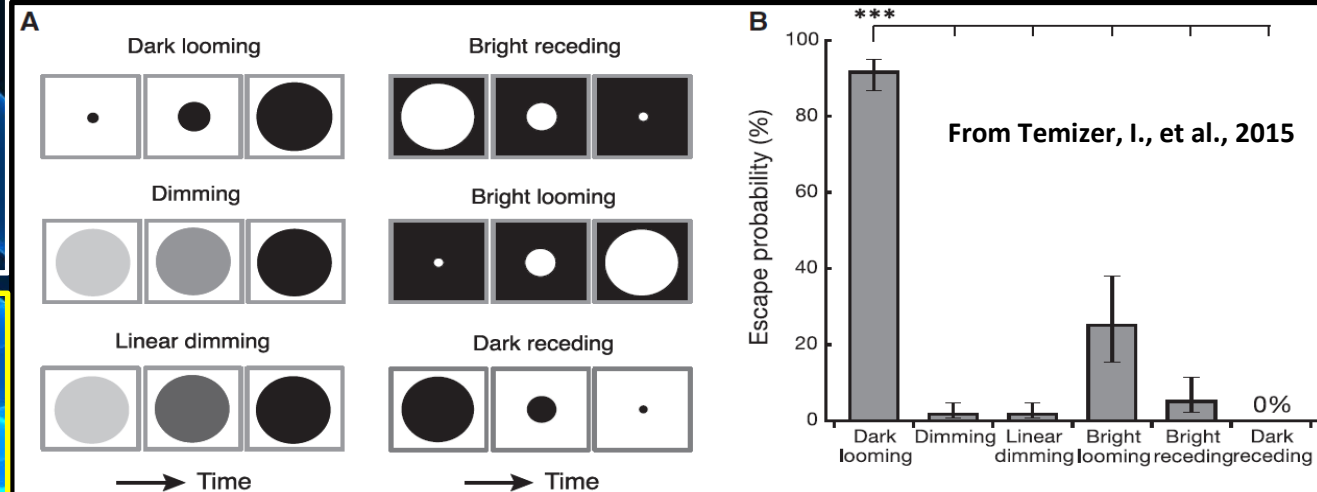 A
Dark looming
Bright receding
Dimming
Bright looming
Linear dimming
Dark receding
Time
Time
B
***
100
80
60
40
20
0
Escape probability (%)
From Temizer, I., et al., 2015
0%
Dark looming
Dimming
Linear dimming
Bright looming
Bright receding
Dark receding